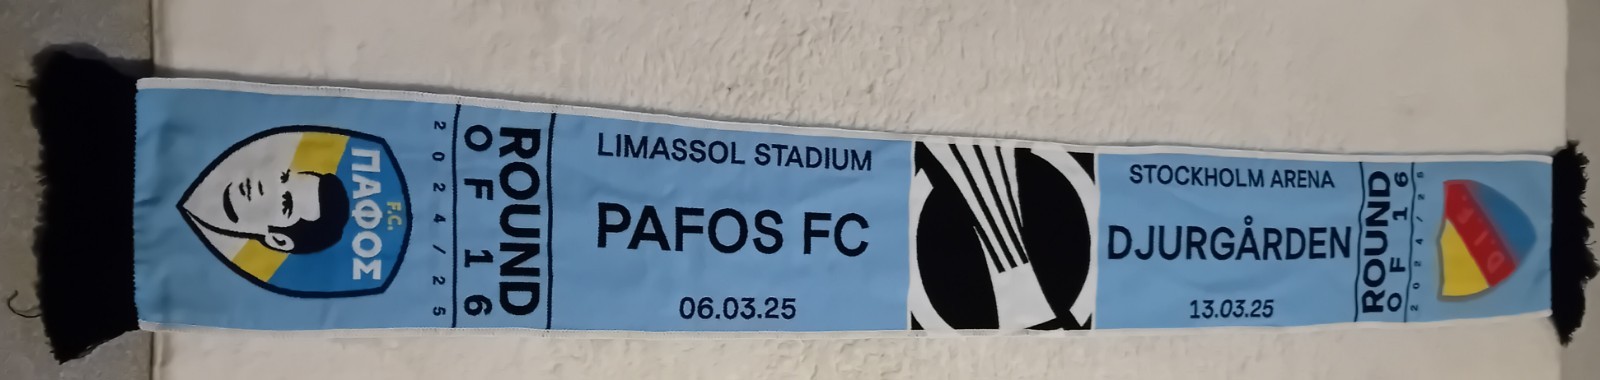 ΠΑΦΟΣ
F.C.
2024/25
ROUND
OF 16
LIMASSOL STADIUM
PAFOS FC
06.03.25
STOCKHOLM ARENA
DJURGÅRDEN
13.03.25
ROUND
OF 16
2024/25
D.I.F.